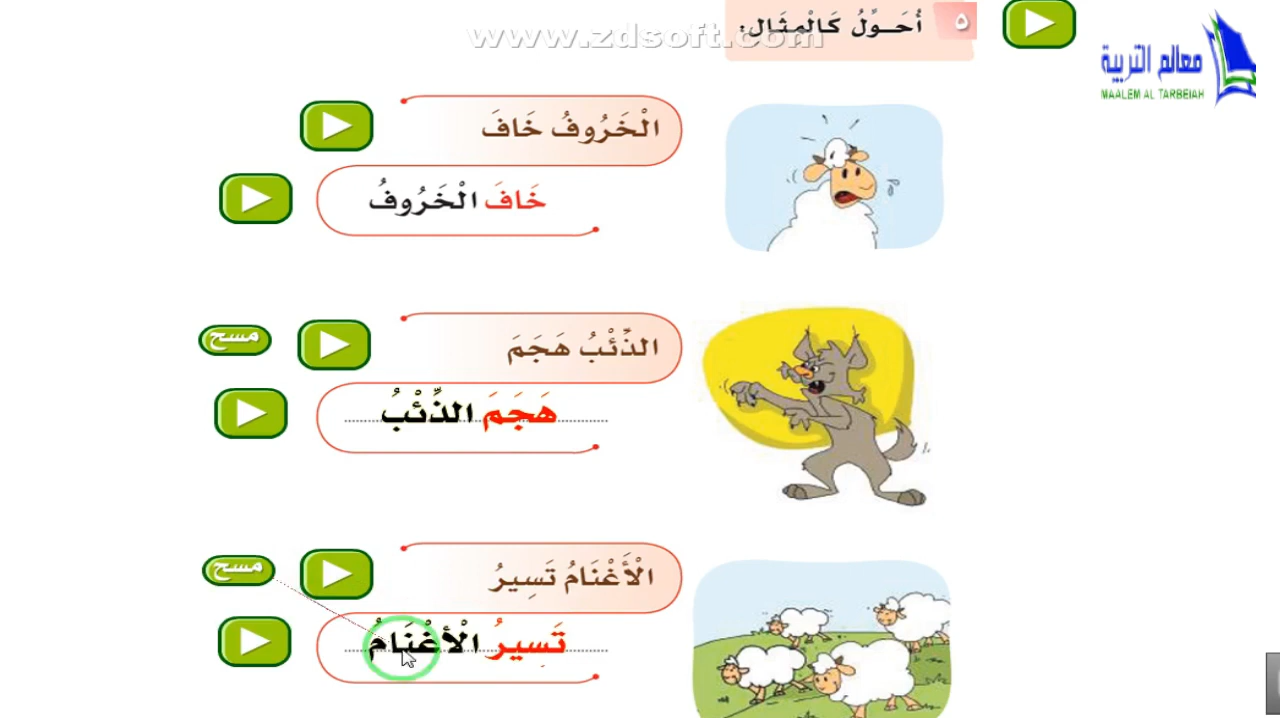 ٥ أُحَـــوِّلُ كَالْمِثَالِ:
www.zdsoft.com
معالم التربية
MAALEM AL TARBEIAH
الْخَرُوفُ خَافَ
خَافَ الْخَرُوفُ
الذِّئْبُ هَجَمَ
مسح
هَجَمَ الذِّئْبُ
الْأَغْنَامُ تَسِيرُ
مسح
تَسِيرُ الْأَغْنَامُ